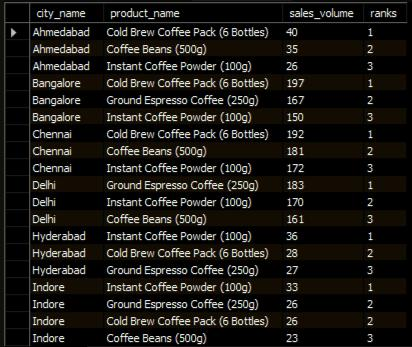 city_name product_name sales_volume ranks
Ahmedabad Cold Brew Coffee Pack (6 Bottles) 40 1
Ahmedabad Coffee Beans (500g) 35 2
Ahmedabad Instant Coffee Powder (100g) 26 3
Bangalore Cold Brew Coffee Pack (6 Bottles) 197 1
Bangalore Ground Espresso Coffee (250g) 167 2
Bangalore Instant Coffee Powder (100g) 150 3
Chennai Cold Brew Coffee Pack (6 Bottles) 192 1
Chennai Coffee Beans (500g) 181 2
Chennai Instant Coffee Powder (100g) 172 3
Delhi Ground Espresso Coffee (250g) 183 1
Delhi Instant Coffee Powder (100g) 170 2
Delhi Coffee Beans (500g) 161 3
Hyderabad Instant Coffee Powder (100g) 36 1
Hyderabad Cold Brew Coffee Pack (6 Bottles) 28 2
Hyderabad Ground Espresso Coffee (250g) 27 3
Indore Instant Coffee Powder (100g) 33 1
Indore Ground Espresso Coffee (250g) 26 2
Indore Cold Brew Coffee Pack (6 Bottles) 26 2
Indore Coffee Beans (500g) 23 3